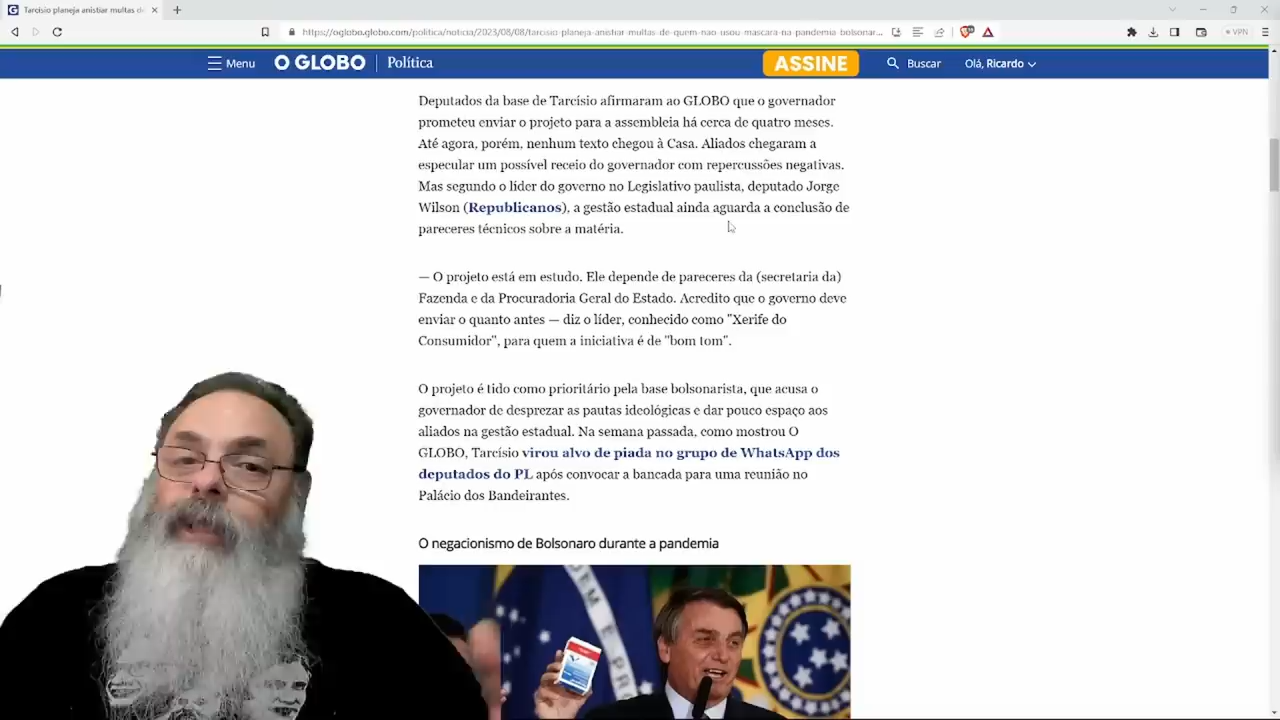 Tarcísio planeja anistiar multas de
https://oglobo.globo.com/politica/noticia/2023/08/08/tarcisio-planeja-anistiar-multas-de-quem-nao-usou-mascara-na-pandemia-bolsonar...
VPN
Menu
O GLOBO
Política
ASSINE
Buscar
Olá, Ricardo
Deputados da base de Tarcísio afirmaram ao GLOBO que o governador
prometeu enviar o projeto para a assembleia há cerca de quatro meses.
Até agora, porém, nenhum texto chegou à Casa. Aliados chegaram a
especular um possível receio do governador com repercussões negativas.
Mas segundo o líder do governo no Legislativo paulista, deputado Jorge
Wilson (Republicanos), a gestão estadual ainda aguarda a conclusão de
pareceres técnicos sobre a matéria.
— O projeto está em estudo. Ele depende de pareceres da (secretaria da)
Fazenda e da Procuradoria Geral do Estado. Acredito que o governo deve
enviar o quanto antes — diz o líder, conhecido como "Xerife do
Consumidor", para quem a iniciativa é de "bom tom".
O projeto é tido como prioritário pela base bolsonarista, que acusa o
governador de desprezar as pautas ideológicas e dar pouco espaço aos
aliados na gestão estadual. Na semana passada, como mostrou O
GLOBO, Tarcísio virou alvo de piada no grupo de WhatsApp dos
deputados do PL após convocar a bancada para uma reunião no
Palácio dos Bandeirantes.
O negacionismo de Bolsonaro durante a pandemia